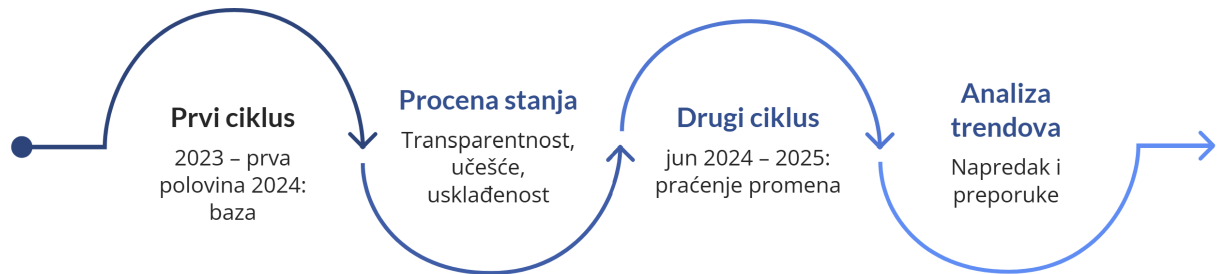 Prvi ciklus
2023 – prva
polovina 2024:
baza
Procena stanja
Transparentnost,
učešće,
usklađenost
Drugi ciklus
jun 2024 – 2025:
praćenje promena
Analiza
trendova
Napredak i
preporuke